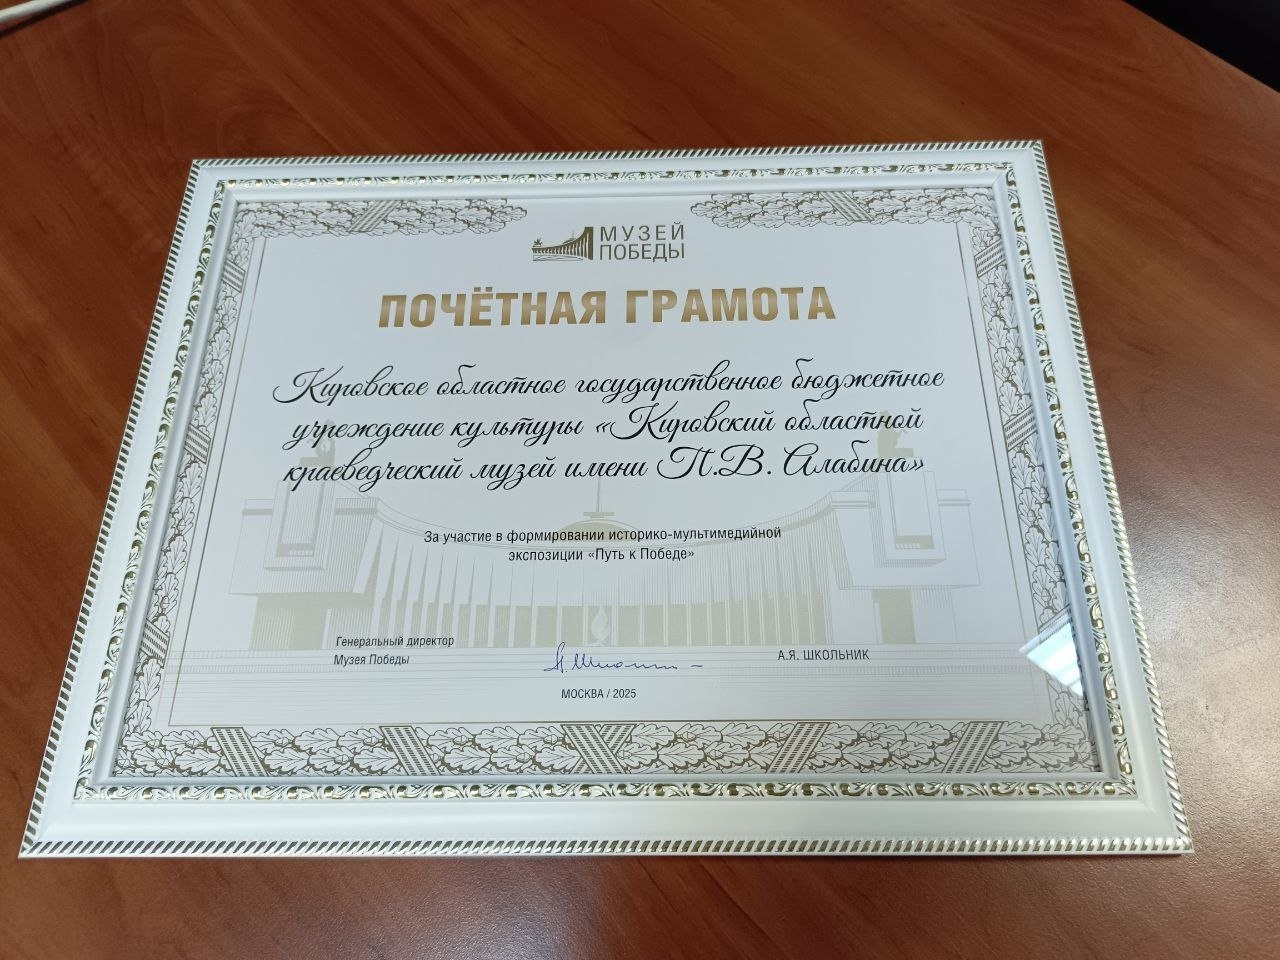 МУЗЕЙ
ПОБЕДЫ
ПОЧЁТНАЯ ГРАМОТА
Кировское областное государственное бюджетное
учреждение культуры «Кировский областной
краеведческий музей имени П.В. Алабина»
За участие в формировании историко-мультимедийной
экспозиции «Путь к Победе»
Генеральный директор
Музея Победы
А.Я. ШКОЛЬНИК
МОСКВА / 2025